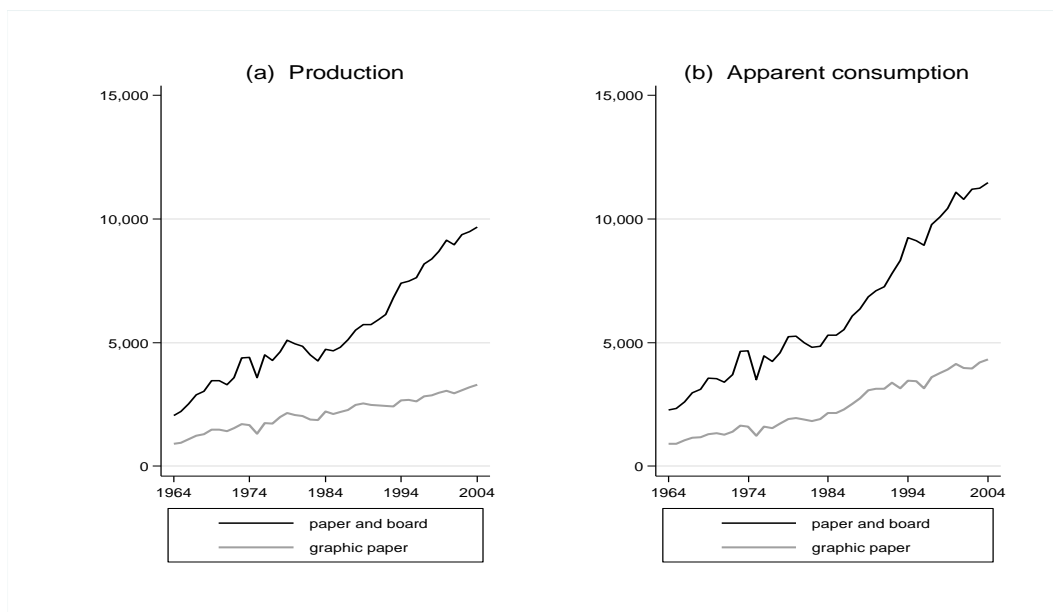 (a) Production
15,000
10,000
5,000
0
1964 1974 1984 1994 2004
paper and board
graphic paper
(b) Apparent consumption
15,000
10,000
5,000
0
1964 1974 1984 1994 2004
paper and board
graphic paper